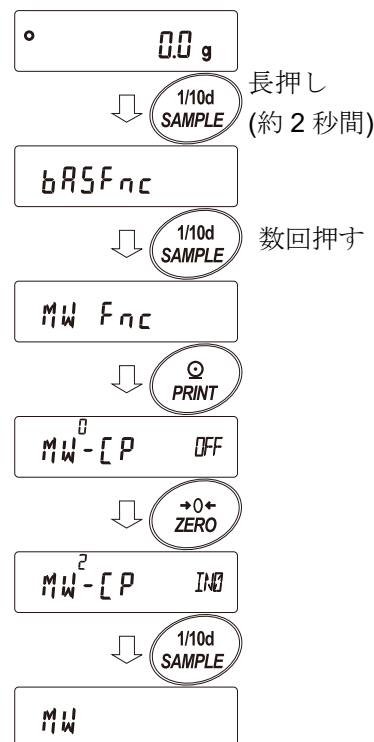 0.0 g
1/10d
SAMPLE
長押し
(約 2 秒間)
bASFnc
1/10d
SAMPLE
数回押す
MW Fnc
PRINT
0
MW-CP OFF
→0←
ZERO
2
MW-CP IN0
1/10d
SAMPLE
MW